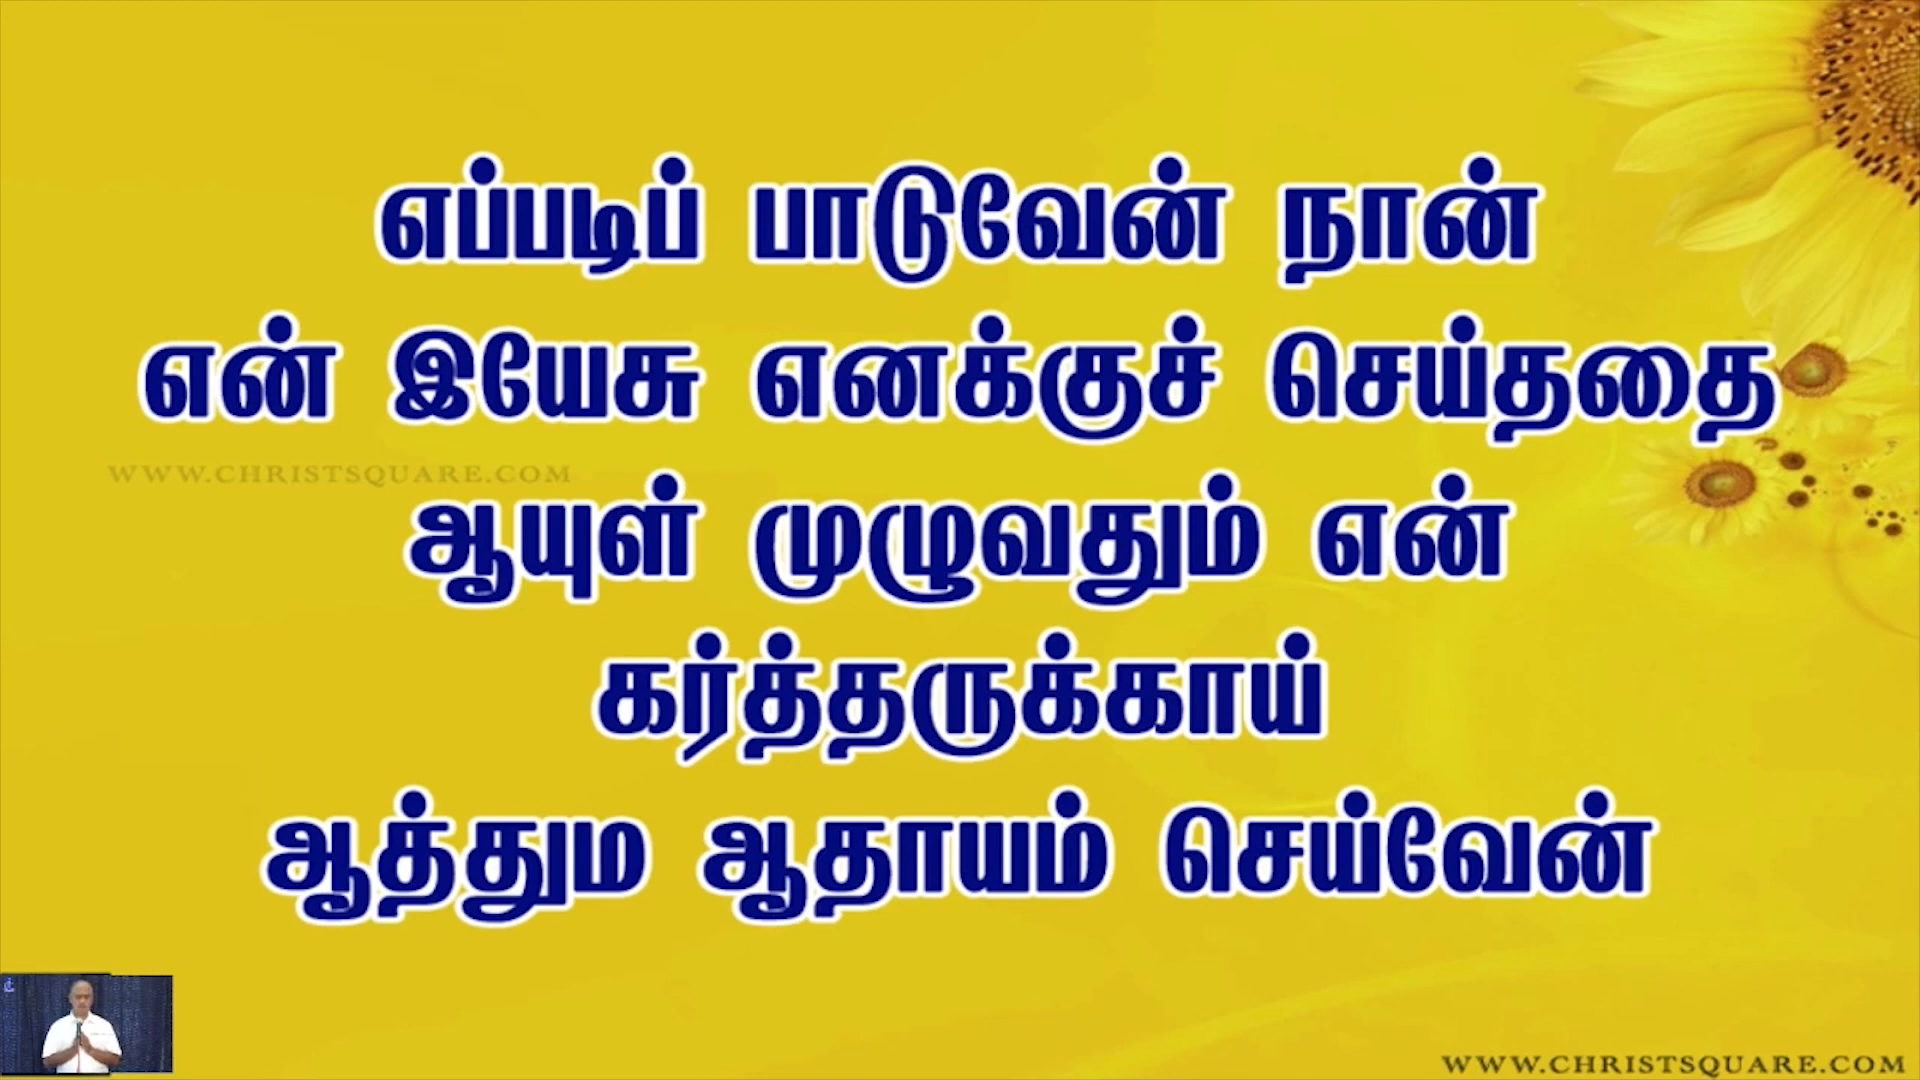 எப்படிப் பாடுவேன் நான்
என் இயேசு எனக்குச் செய்ததை
WWW.CHRISTSQUARE.COM
ஆயுள் முழுவதும் என்
கர்த்தருக்காய்
ஆத்தும ஆதாயம் செய்வேன்
WWW.CHRISTSQUARE.COM